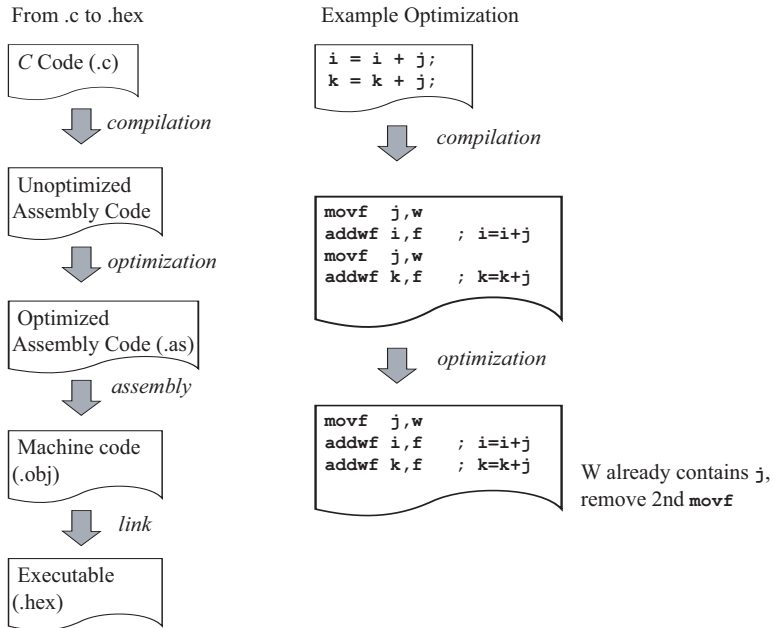 From .c to .hex
C Code (.c)
compilation
Unoptimized
Assembly Code
optimization
Optimized
Assembly Code (.as)
assembly
Machine code
(.obj)
link
Executable
(.hex)
Example Optimization
i = i + j;
k = k + j;
compilation
movf j,w
addwf i,f ; i=i+j
movf j,w
addwf k,f ; k=k+j
optimization
movf j,w
addwf i,f ; i=i+j
addwf k,f ; k=k+j
W already contains j,
remove 2nd movf